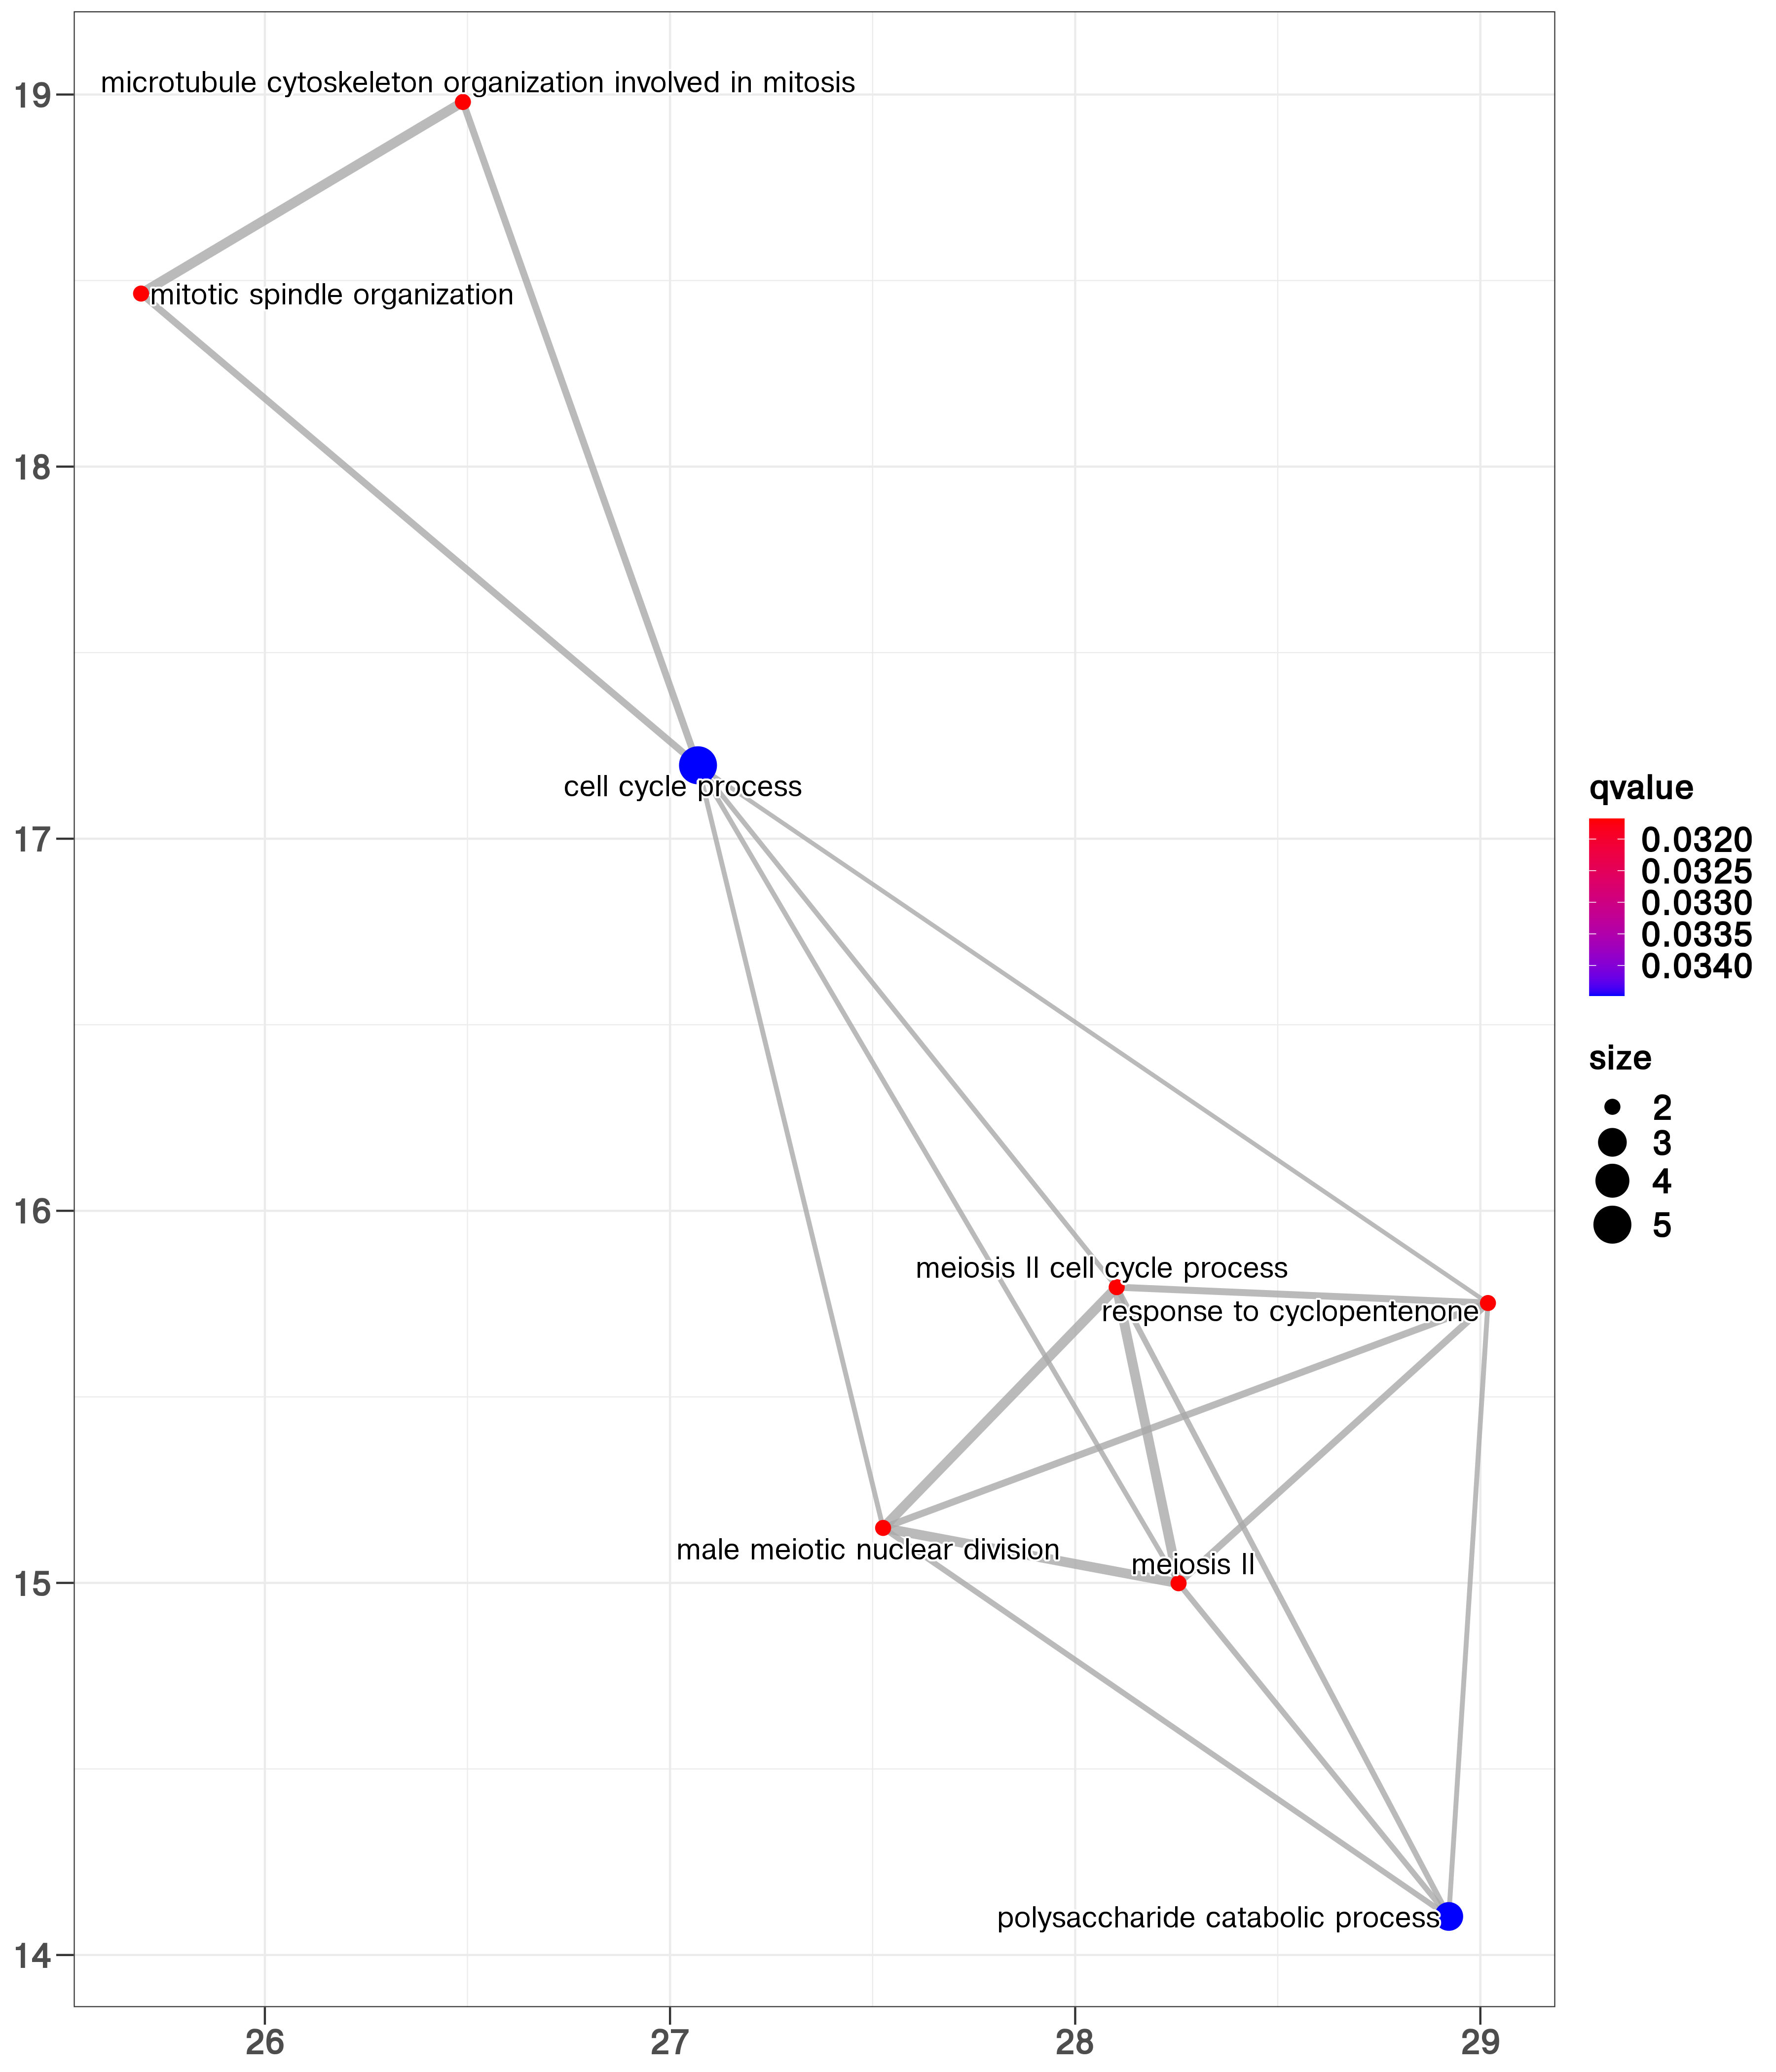 19
microtubule cytoskeleton organization involved in mitosis
mitotic spindle organization
18
cell cycle process
17
16
meiosis II cell cycle process
response to cyclopentenone
male meiotic nuclear division
meiosis II
15
polysaccharide catabolic process
14
26 27 28 29
qvalue
0.0320
0.0325
0.0330
0.0335
0.0340
size
2
3
4
5